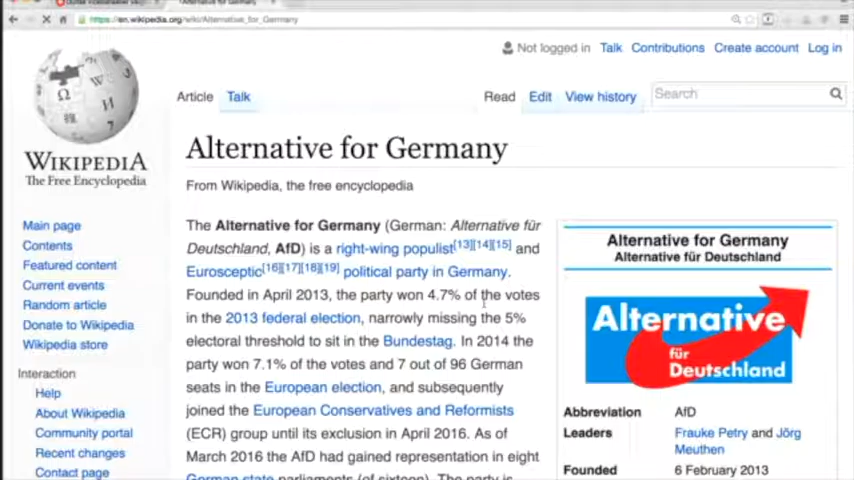 https://en.wikipedia.org/wiki/Alternative_for_Germany
Not logged in Talk Contributions Create account Log in
Article Talk Read Edit View history Search
WIKIPEDIA
The Free Encyclopedia
Alternative for Germany
From Wikipedia, the free encyclopedia
Main page
Contents
Featured content
Current events
Random article
Donate to Wikipedia
Wikipedia store
Interaction
Help
About Wikipedia
Community portal
Recent changes
Contact page
The Alternative for Germany (German: Alternative für
Deutschland, AfD) is a right-wing populist[13][14][15] and
Eurosceptic[16][17][18][19] political party in Germany.
Founded in April 2013, the party won 4.7% of the votes
in the 2013 federal election, narrowly missing the 5%
electoral threshold to sit in the Bundestag. In 2014 the
party won 7.1% of the votes and 7 out of 96 German
seats in the European election, and subsequently
joined the European Conservatives and Reformists
(ECR) group until its exclusion in April 2016. As of
March 2016 the AfD had gained representation in eight
German state parliaments (of sixteen). The party is
Alternative for Germany
Alternative für Deutschland
Alternative
für
Deutschland
Abbreviation AfD
Leaders Frauke Petry and Jörg
Meuthen
Founded 6 February 2013